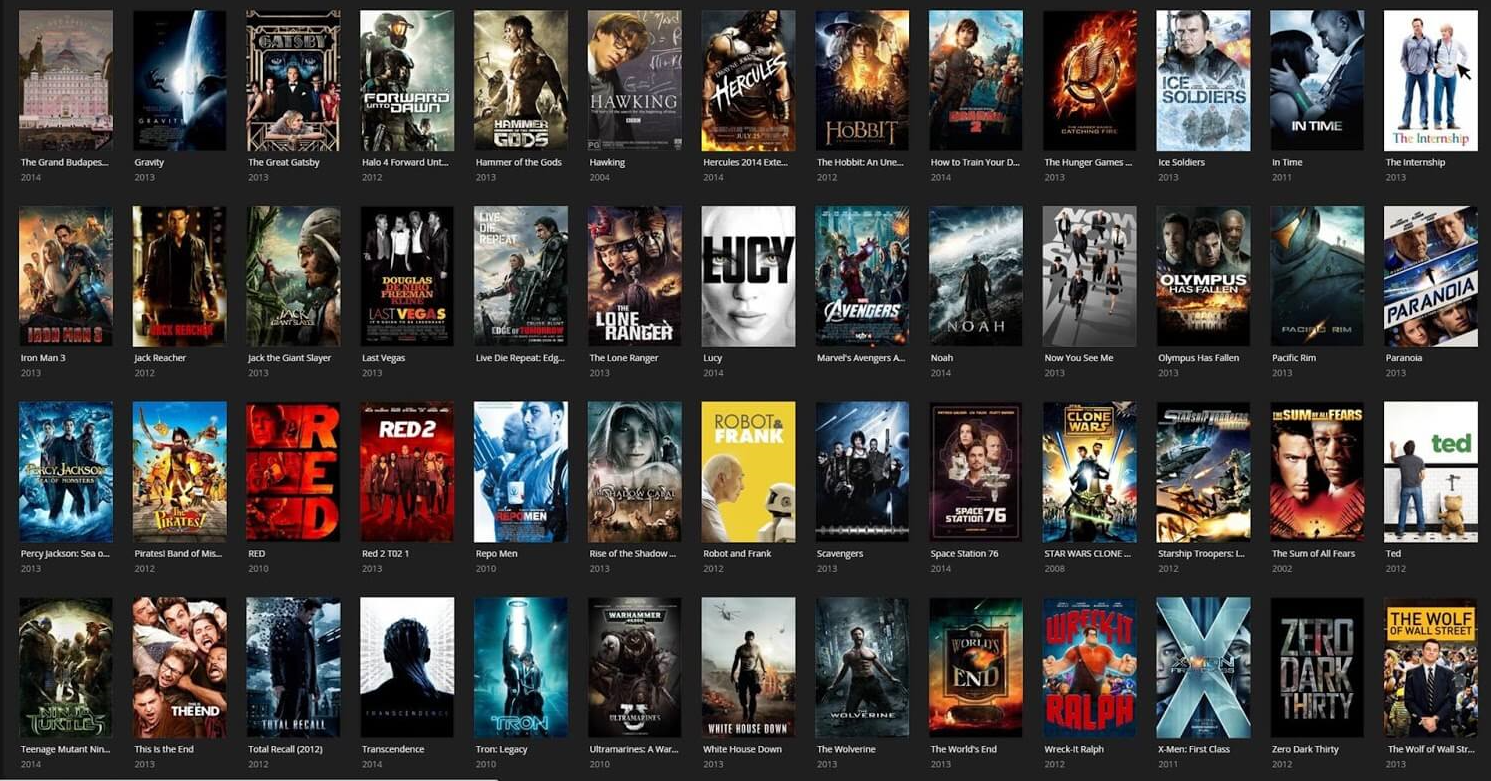 GATSBY
FORWARD
UNTO DAWN
HAMMER
OF THE
GODS
HAWKING
BBC
PG
HERCULES
JULY 25
HOBBIT
2
CATCHING FIRE
ICE
SOLDIERS
IN TIME
The Internship
GRAVITY
The Grand Budapes...
Gravity
The Great Gatsby
Halo 4 Forward Unt...
Hammer of the Gods
Hawking
Hercules 2014 Exte...
The Hobbit: An Une...
How to Train Your D...
The Hunger Games ...
Ice Soldiers
In Time
The Internship
2014
2013
2013
2012
2013
2004
2014
2012
2014
2013
2013
2011
2013
IRON MAN 3
JACK REACHER
JACK
GIANT SLAYER
DOUGLAS
DE NIRO
FREEMAN
KLINE
LAST VEGAS
LIVE
DIE
REPEAT
EDGE OF TOMORROW
THE
LONE
RANGER
LUCY
AVENGERS
NOAH
NOW
OLYMPUS
HAS FALLEN
PACIFIC RIM
PARANOIA
Iron Man 3
Jack Reacher
Jack the Giant Slayer
Last Vegas
Live Die Repeat: Edg...
The Lone Ranger
Lucy
Marvel's Avengers A...
Noah
Now You See Me
Olympus Has Fallen
Pacific Rim
Paranoia
2013
2012
2013
2013
2014
2013
2014
2012
2014
2013
2013
2013
2013
PERCY JACKSON
SEA OF MONSTERS
The
PIRATES!
RED
RED 2
REPO MEN
SHADOW CABAL
ROBOT &
FRANK
SPACE
STATION 76
STAR WARS
CLONE
WARS
STARSHIP TROOPERS
THE SUM OF ALL FEARS
ted
Percy Jackson: Sea o...
Pirates! Band of Mis...
RED
Red 2 T02 1
Repo Men
Rise of the Shadow ...
Robot and Frank
Scavengers
Space Station 76
STAR WARS CLONE ...
Starship Troopers: I...
The Sum of All Fears
Ted
2013
2012
2010
2013
2010
2013
2012
2013
2014
2008
2012
2002
2012
NINJA
TURTLES
THE END
TOTAL RECALL
TRANSCENDENCE
TRON
WARHAMMER
40,000
U
ULTRAMARINES
WHITE HOUSE DOWN
THE
WOLVERINE
The
WORLD'S
END
WRECK-IT
RALPH
X
X-MEN
FIRST CLASS
ZERO
DARK
THIRTY
THE WOLF
OF WALL STREET
Teenage Mutant Nin...
This Is the End
Total Recall (2012)
Transcendence
Tron: Legacy
Ultramarines: A War...
White House Down
The Wolverine
The World's End
Wreck-It Ralph
X-Men: First Class
Zero Dark Thirty
The Wolf of Wall Str...
2014
2013
2012
2014
2010
2010
2013
2013
2013
2012
2011
2012
2013